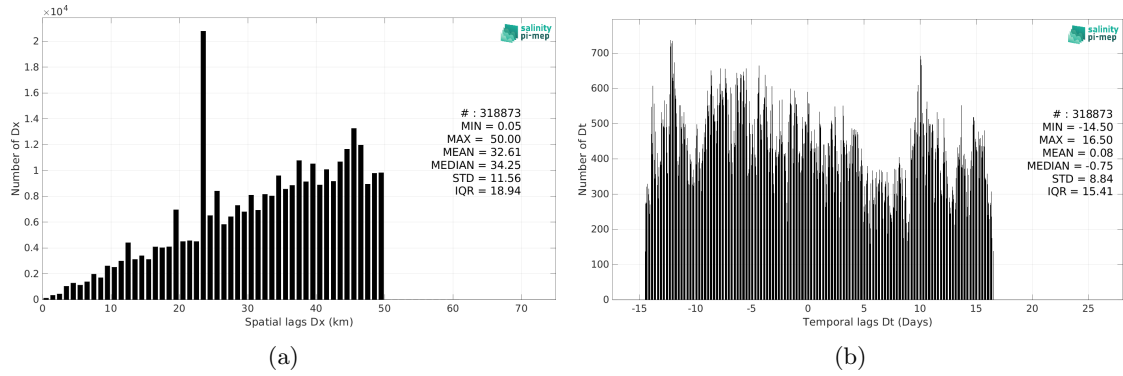 ×10⁴
2
1.8
1.6
1.4
1.2
1
0.8
0.6
0.4
0.2
0
Number of Dx
salinity
pi-mep
# : 318873
MIN = 0.05
MAX = 50.00
MEAN = 32.61
MEDIAN = 34.25
STD = 11.56
IQR = 18.94
0 10 20 30 40 50 60 70
Spatial lags Dx (km)
(a)
700
600
500
400
300
200
100
0
Number of Dt
salinity
pi-mep
# : 318873
MIN = -14.50
MAX = 16.50
MEAN = 0.08
MEDIAN = -0.75
STD = 8.84
IQR = 15.41
-15 -10 -5 0 5 10 15 20 25
Temporal lags Dt (Days)
(b)